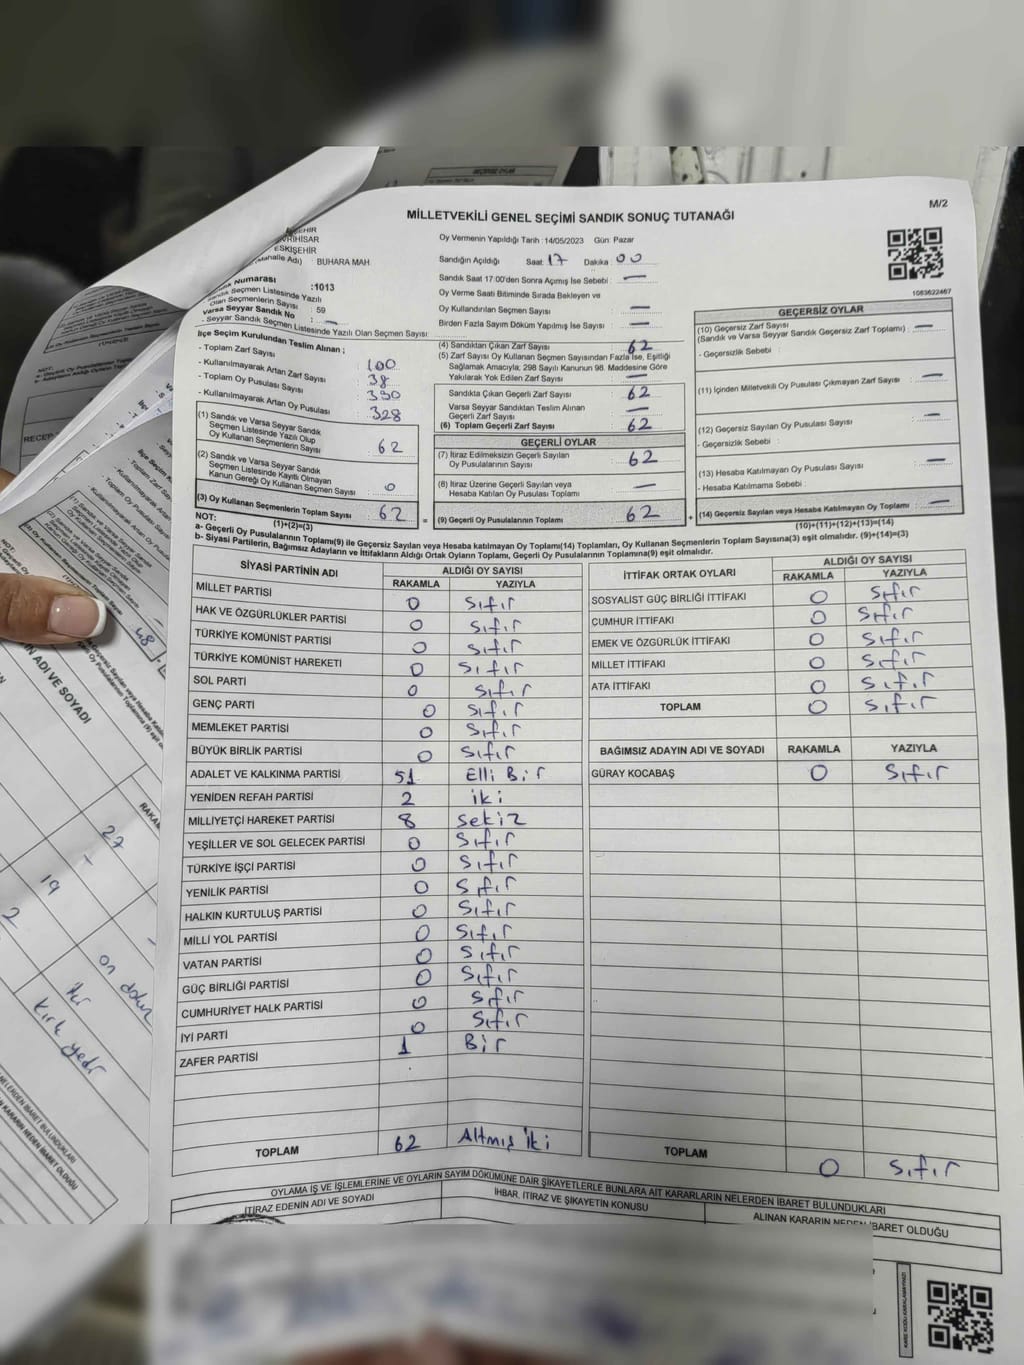 MİLLETVEKİLİ GENEL SEÇİMİ SANDIK SONUÇ TUTANAĞI
M/2
ESKİŞEHİR
BUHARA MAH.
Numarası :1013
Sandık Seçmen Listesinde Yazılı
Olan Seçmenlerin Sayısı : 59
Varsa Seyyar Sandık No : —
- Seyyar Sandık Seçmen Listesinde Yazılı Olan Seçmen Sayısı:
Oy Vermenin Yapıldığı Tarih : 14/05/2023 Gün: Pazar
Sandığın Açıldığı Saat: 17 Dakika : 00
Sandık Saat 17:00'den Sonra Açımış İse Sebebi : —
Oy Verme Saati Bitiminde Sırada Bekleyen ve
Oy Kullandırılan Seçmen Sayısı —
Birden Fazla Sayım Döküm Yapılmış İse Sayısı : —
1083622467
İlçe Seçim Kurulundan Teslim Alınan ;
- Toplam Zarf Sayısı 100
- Kullanılmayarak Artan Zarf Sayısı 38
- Toplam Oy Pusulası Sayısı 390
- Kullanılmayarak Artan Oy Pusulası 328
(1) Sandık ve Varsa Seyyar Sandık
Seçmen Listesinde Yazılı Olup
Oy Kullanan Seçmenlerin Sayısı 62
(2) Sandık ve Varsa Seyyar Sandık
Seçmen Listesinde Kayıtlı Olmayan
Kanun Gereği Oy Kullanan Seçmen Sayısı 0
(3) Oy Kullanan Seçmenlerin Toplam Sayısı 62
(1)+(2)=(3)
(4) Sandıktan Çıkan Zarf Sayısı 62
(5) Zarf Sayısı Oy Kullanan Seçmen Sayısından Fazla İse, Eşitliği
Sağlamak Amacıyla; 298 Sayılı Kanunun 98. Maddesine Göre
Yakılarak Yok Edilen Zarf Sayısı —
Sandıkta Çıkan Geçerli Zarf Sayısı 62
Varsa Seyyar Sandıktan Teslim Alınan
Geçerli Zarf Sayısı —
(6) Toplam Geçerli Zarf Sayısı 62
GEÇERLİ OYLAR
(7) İtiraz Edilmeksizin Geçerli Sayılan
Oy Pusulalarının Sayısı 62
(8) İtiraz Üzerine Geçerli Sayılan veya
Hesaba Katılan Oy Pusulası Toplamı —
= (9) Geçerli Oy Pusulalarının Toplamı 62 +
GEÇERSİZ OYLAR
(10) Geçersiz Zarf Sayısı
(Sandık ve Varsa Seyyar Sandık Geçersiz Zarf Toplamı) : —
- Geçersizlik Sebebi :
(11) İçinden Milletvekili Oy Pusulası Çıkmayan Zarf Sayısı : —
(12) Geçersiz Sayılan Oy Pusulası Sayısı : —
- Geçersizlik Sebebi :
(13) Hesaba Katılmayan Oy Pusulası Sayısı : —
- Hesaba Katılmama Sebebi :
(14) Geçersiz Sayılan veya Hesaba Katılmayan Oy Toplamı : —
(10)+(11)+(12)+(13)=(14)
NOT:
a- Geçerli Oy Pusulalarının Toplamı(9) ile Geçersiz Sayılan veya Hesaba katılmayan Oy Toplamı(14) Toplamları, Oy Kullanan Seçmenlerin Toplam Sayısına(3) eşit olmalıdır. (9)+(14)=(3)
b- Siyasi Partilerin, Bağımsız Adayların ve İttifakların Aldığı Ortak Oyların Toplamı, Geçerli Oy Pusulalarının Toplamına(9) eşit olmalıdır.
SİYASİ PARTİNİN ADI ALDIĞI OY SAYISI
RAKAMLA YAZIYLA
MİLLET PARTİSİ 0 Sıfır
HAK VE ÖZGÜRLÜKLER PARTİSİ 0 Sıfır
TÜRKİYE KOMÜNİST PARTİSİ 0 Sıfır
TÜRKİYE KOMÜNİST HAREKETİ 0 Sıfır
SOL PARTİ 0 Sıfır
GENÇ PARTİ 0 Sıfır
MEMLEKET PARTİSİ 0 Sıfır
BÜYÜK BİRLİK PARTİSİ 0 Sıfır
ADALET VE KALKINMA PARTİSİ 51 Elli Bir
YENİDEN REFAH PARTİSİ 2 iki
MİLLİYETÇİ HAREKET PARTİSİ 8 Sekiz
YEŞİLLER VE SOL GELECEK PARTİSİ 0 Sıfır
TÜRKİYE İŞÇİ PARTİSİ 0 Sıfır
YENİLİK PARTİSİ 0 Sıfır
HALKIN KURTULUŞ PARTİSİ 0 Sıfır
MİLLİ YOL PARTİSİ 0 Sıfır
VATAN PARTİSİ 0 Sıfır
GÜÇ BİRLİĞİ PARTİSİ 0 Sıfır
CUMHURİYET HALK PARTİSİ 0 Sıfır
İYİ PARTİ 0 Sıfır
ZAFER PARTİSİ 1 Bir
TOPLAM 62 Altmış iki
İTTİFAK ORTAK OYLARI ALDIĞI OY SAYISI
RAKAMLA YAZIYLA
SOSYALİST GÜÇ BİRLİĞİ İTTİFAKI 0 Sıfır
CUMHUR İTTİFAKI 0 Sıfır
EMEK VE ÖZGÜRLÜK İTTİFAKI 0 Sıfır
MİLLET İTTİFAKI 0 Sıfır
ATA İTTİFAKI 0 Sıfır
TOPLAM 0 Sıfır
BAĞIMSIZ ADAYIN ADI VE SOYADI RAKAMLA YAZIYLA
GÜRAY KOCABAŞ 0 Sıfır
TOPLAM 0 Sıfır
OYLAMA İŞ VE İŞLEMLERİNE VE OYLARIN SAYIM DÖKÜMÜNE DAİR ŞİKAYETLERLE BUNLARA AİT KARARLARIN NELERDEN İBARET BULUNDUKLARI
İTİRAZ EDENİN ADI VE SOYADI
İHBAR, İTİRAZ VE ŞİKAYETİN KONUSU
ALINAN KARARIN NEDEN İBARET OLDUĞU
48
N ADI VE SOYADI
27
19
2
on dokuz
iki
kırk yedi